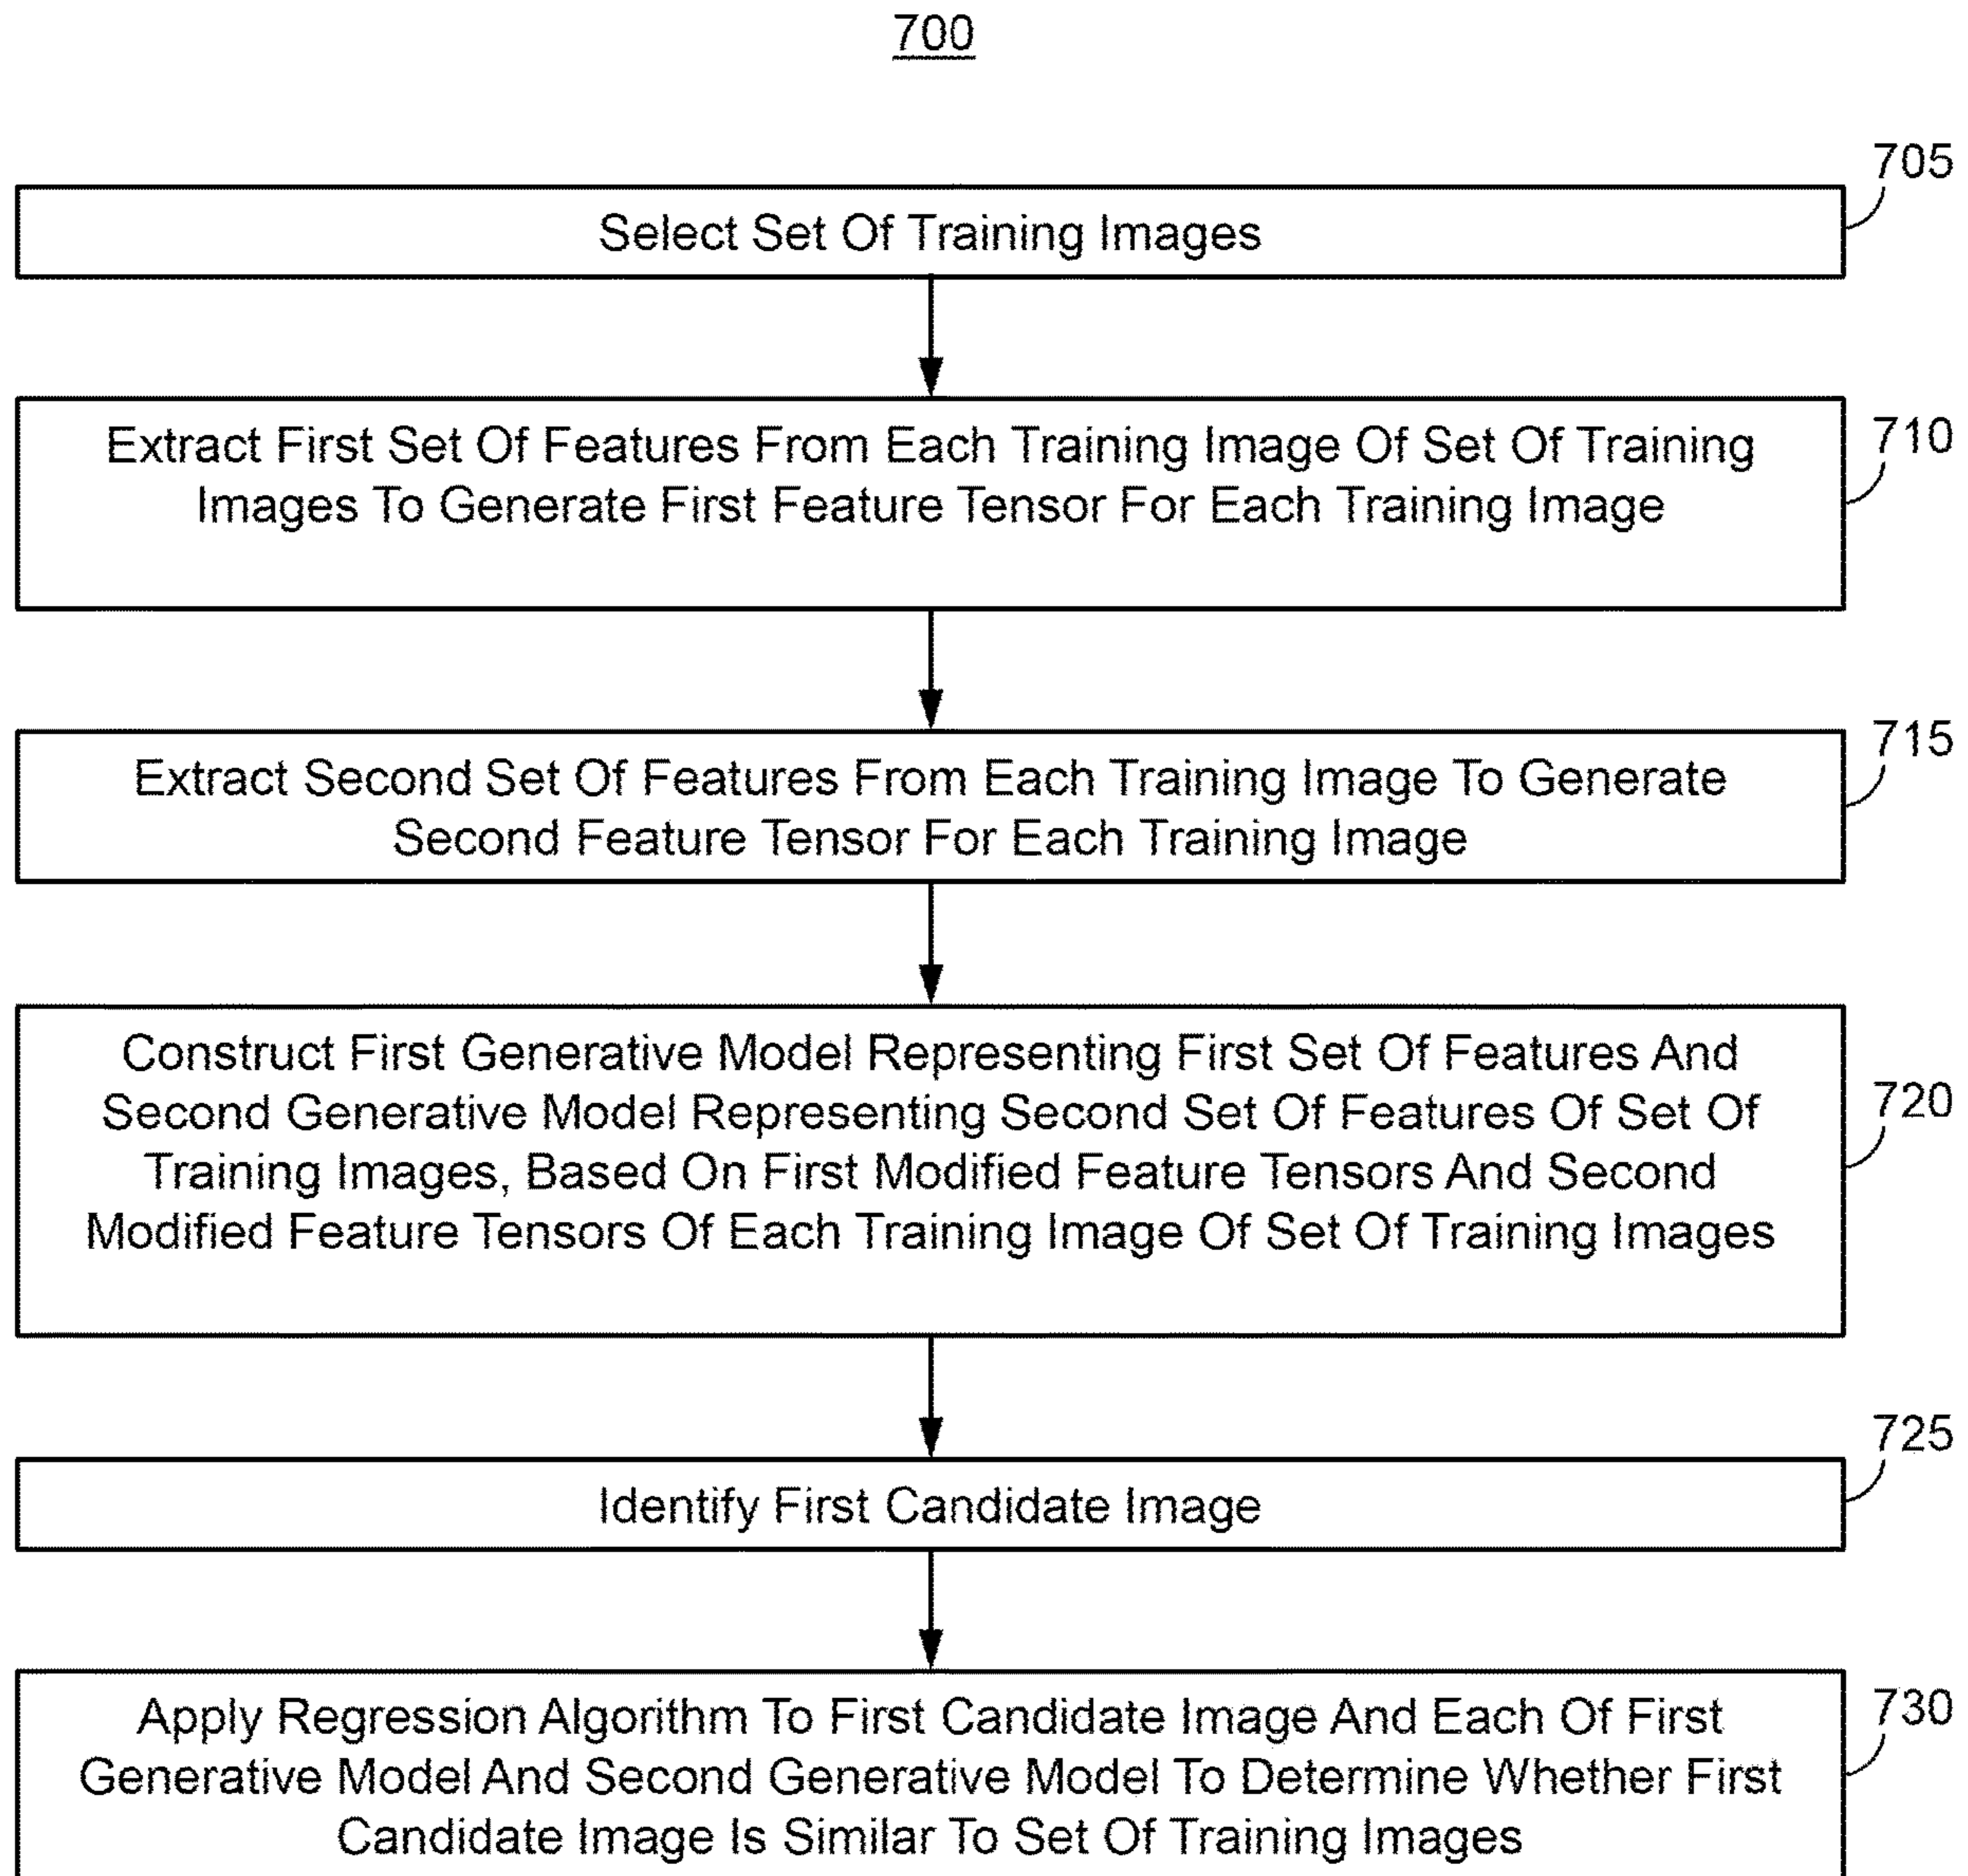 700
705
Select Set Of Training Images
710
Extract First Set Of Features From Each Training Image Of Set Of Training
Images To Generate First Feature Tensor For Each Training Image
715
Extract Second Set Of Features From Each Training Image To Generate
Second Feature Tensor For Each Training Image
720
Construct First Generative Model Representing First Set Of Features And
Second Generative Model Representing Second Set Of Features Of Set Of
Training Images, Based On First Modified Feature Tensors And Second
Modified Feature Tensors Of Each Training Image Of Set Of Training Images
725
Identify First Candidate Image
730
Apply Regression Algorithm To First Candidate Image And Each Of First
Generative Model And Second Generative Model To Determine Whether First
Candidate Image Is Similar To Set Of Training Images